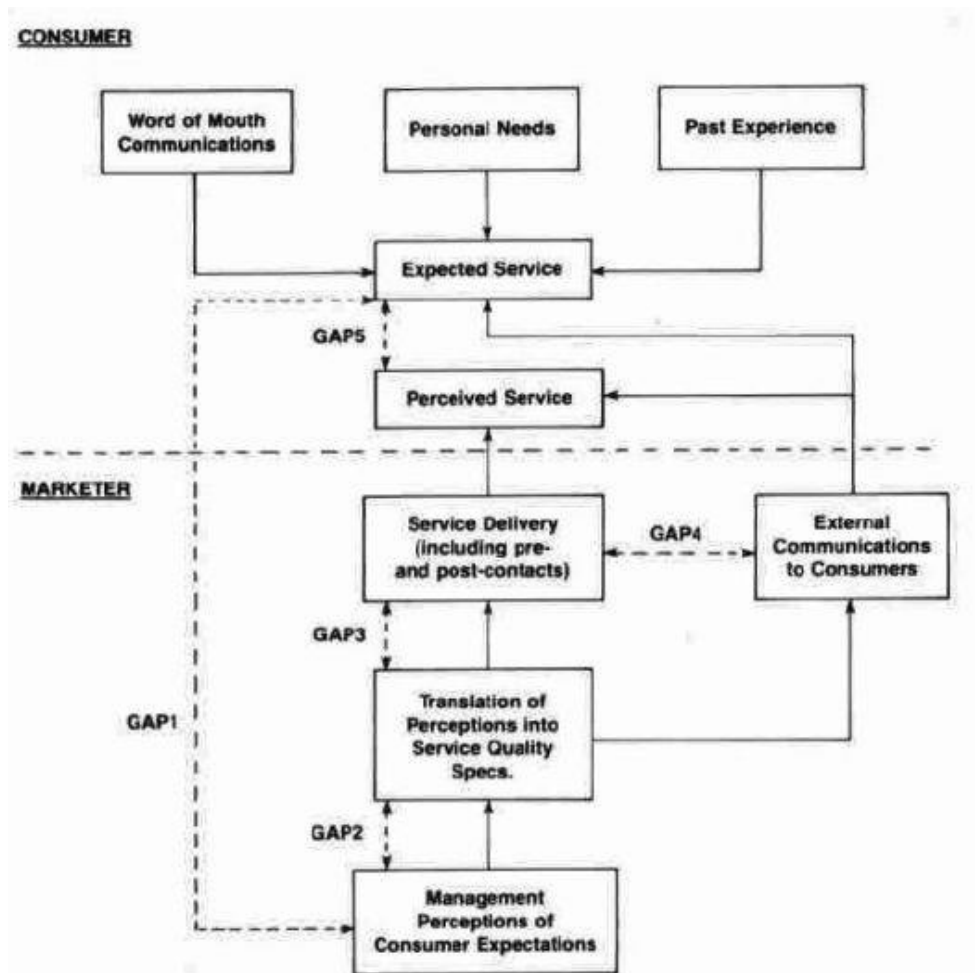 CONSUMER
Word of Mouth
Communications
Personal Needs
Past Experience
Expected Service
GAP5
Perceived Service
MARKETER
Service Delivery
(including pre-
and post-contacts)
GAP4
External
Communications
to Consumers
GAP3
Translation of
Perceptions into
Service Quality
Specs.
GAP1
GAP2
Management
Perceptions of
Consumer Expectations